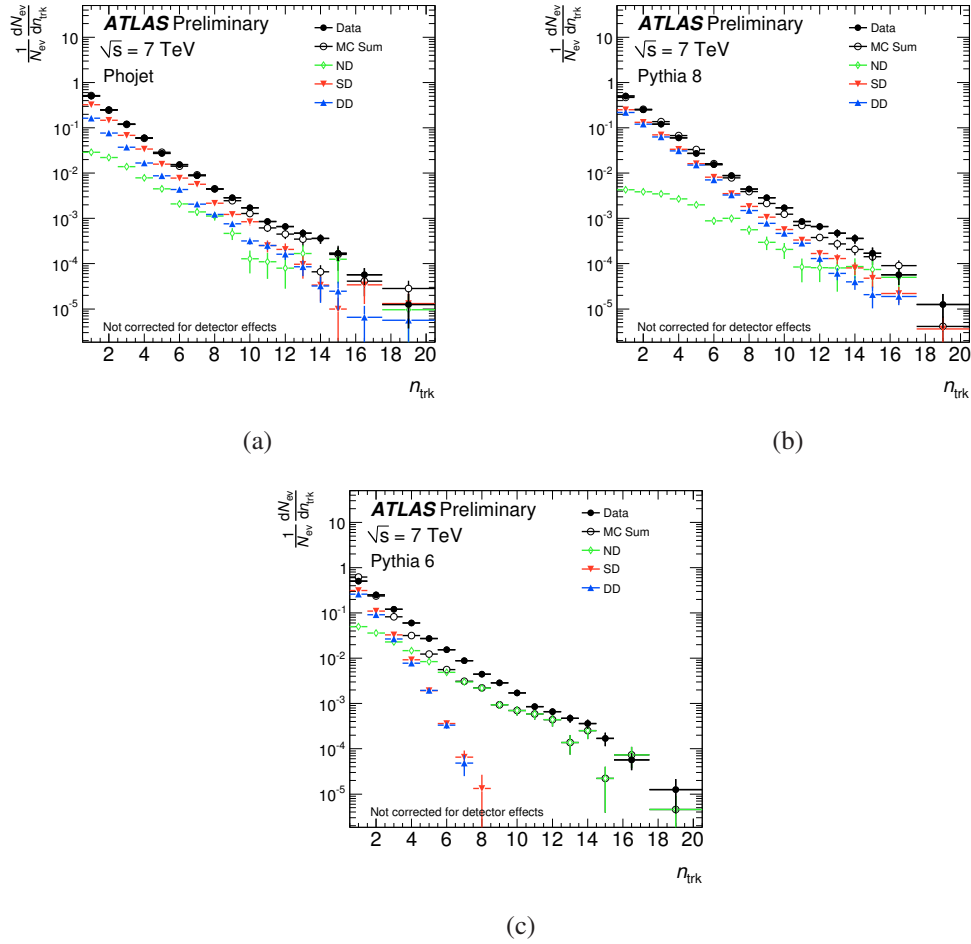 1/N_ev dN_ev/dn_trk
ATLAS Preliminary
√s = 7 TeV
Phojet
Data
MC Sum
ND
SD
DD
10
1
10^-1
10^-2
10^-3
10^-4
10^-5
Not corrected for detector effects
2 4 6 8 10 12 14 16 18 20
n_trk
(a)
1/N_ev dN_ev/dn_trk
ATLAS Preliminary
√s = 7 TeV
Pythia 8
Data
MC Sum
ND
SD
DD
10
1
10^-1
10^-2
10^-3
10^-4
10^-5
Not corrected for detector effects
2 4 6 8 10 12 14 16 18 20
n_trk
(b)
1/N_ev dN_ev/dn_trk
ATLAS Preliminary
√s = 7 TeV
Pythia 6
Data
MC Sum
ND
SD
DD
10
1
10^-1
10^-2
10^-3
10^-4
10^-5
Not corrected for detector effects
2 4 6 8 10 12 14 16 18 20
n_trk
(c)